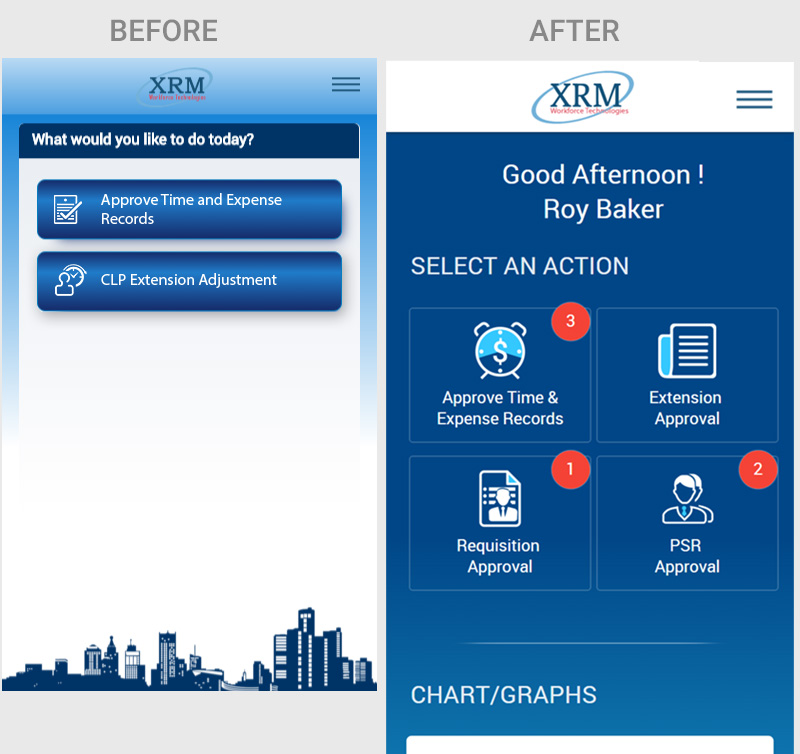 BEFORE
XRM
Workforce Technologies
What would you like to do today?
Approve Time and Expense
Records
CLP Extension Adjustment
AFTER
XRM
Workforce Technologies
Good Afternoon !
Roy Baker
SELECT AN ACTION
3
$
Approve Time &
Expense Records
Extension
Approval
1
Requisition
Approval
2
PSR
Approval
CHART/GRAPHS